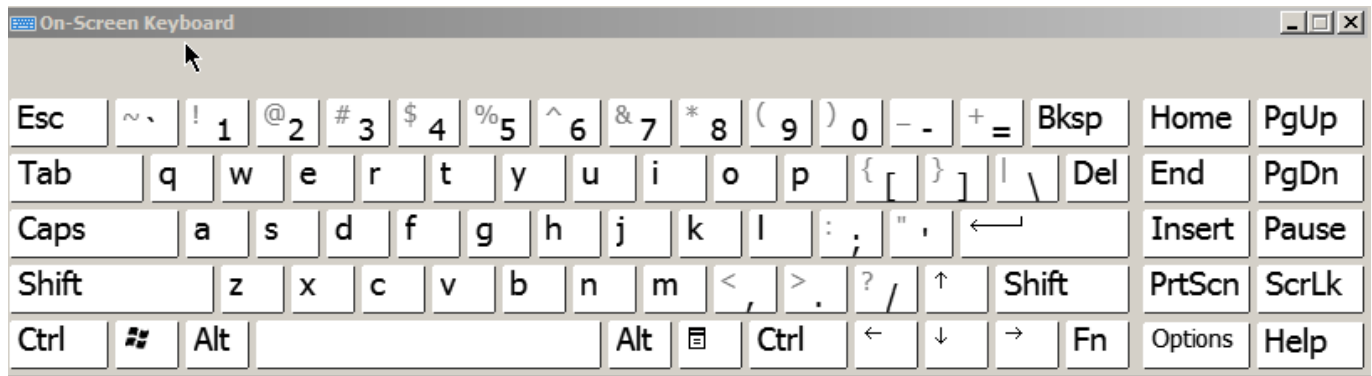 On-Screen Keyboard
Esc ~ ` ! 1 @ 2 # 3 $ 4 % 5 ^ 6 & 7 * 8 ( 9 ) 0 _ - + = Bksp Home PgUp
Tab q w e r t y u i o p { [ } ] | \ Del End PgDn
Caps a s d f g h j k l : ; " ' Insert Pause
Shift z x c v b n m < , > . ? / ↑ Shift PrtScn ScrLk
Ctrl Alt Alt Ctrl ← ↓ → Fn Options Help